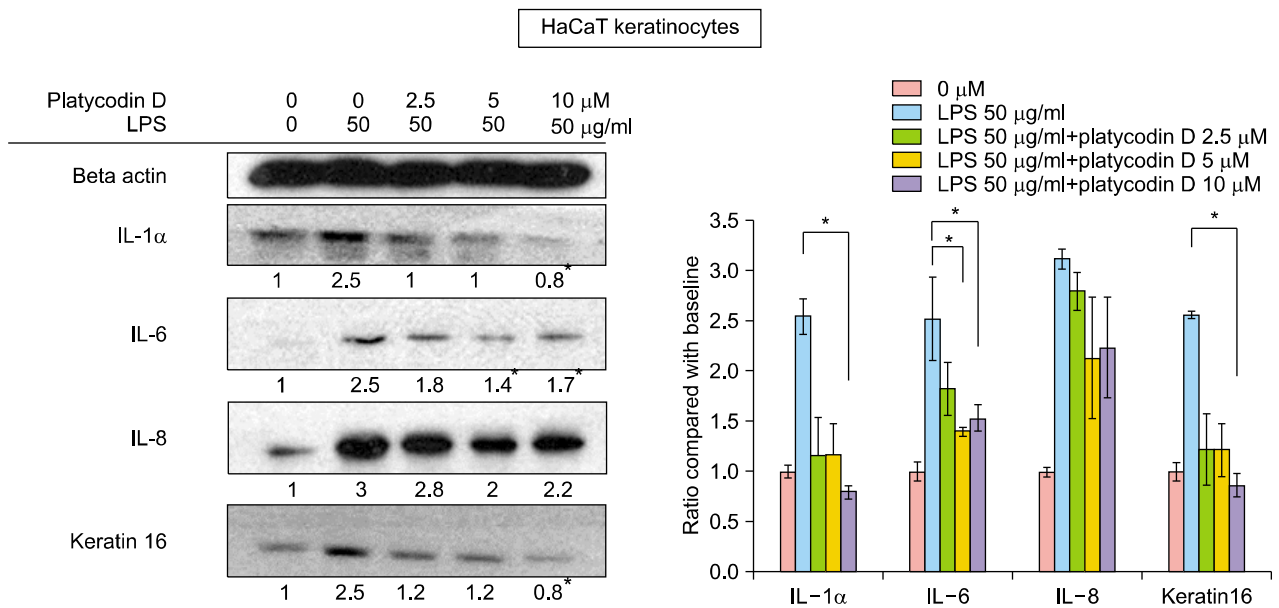 HaCaT keratinocytes
Platycodin D 0 0 2.5 5 10 μM
LPS 0 50 50 50 50 μg/ml
Beta actin
IL-1α
1 2.5 1 1 0.8*
IL-6
1 2.5 1.8 1.4* 1.7*
IL-8
1 3 2.8 2 2.2
Keratin 16
1 2.5 1.2 1.2 0.8*
0 μM
LPS 50 μg/ml
LPS 50 μg/ml+platycodin D 2.5 μM
LPS 50 μg/ml+platycodin D 5 μM
LPS 50 μg/ml+platycodin D 10 μM
Ratio compared with baseline
3.5
3.0
2.5
2.0
1.5
1.0
0.5
0.0
* * * *
IL−1α IL−6 IL−8 Keratin16